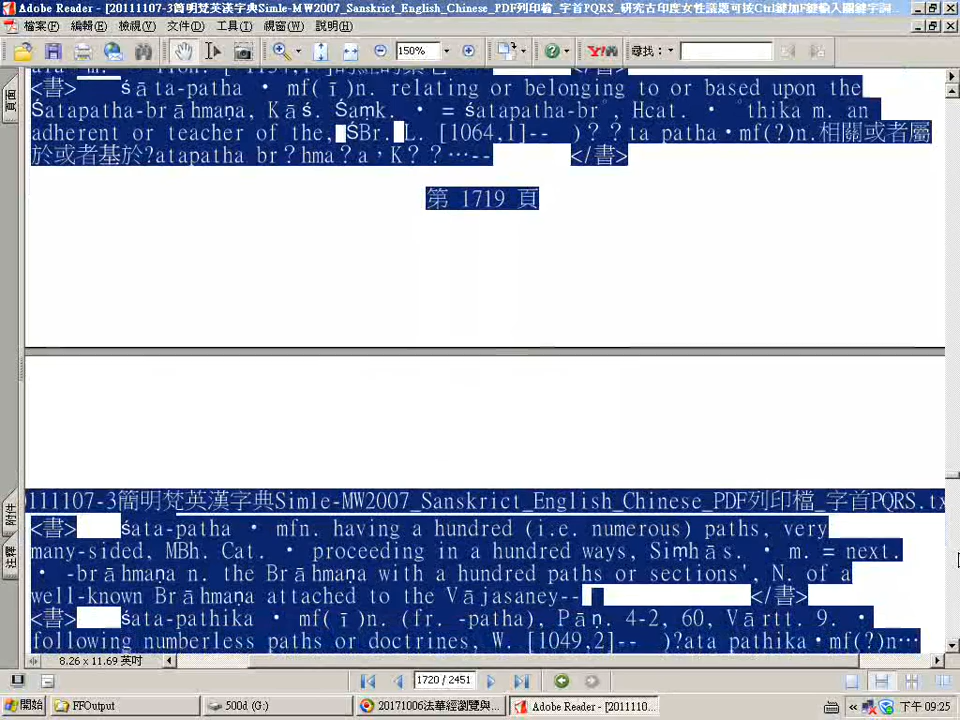 Adobe Reader - [20111107-3簡明梵英漢字典Simle-MW2007_Sanskrict_English_Chinese_PDF列印檔_字首PQRS_研究古印度女性議題可按Ctrl鍵加F鍵輸入關鍵字詞
檔案(F) 編輯(E) 檢視(V) 文件(D) 工具(T) 視窗(W) 說明(H)
150% 尋找:
頁面
<書> śāta-patha • mf(ī)n. relating or belonging to or based upon the
Śatapatha-brāhmaṇa, Kāś. Śaṃk. • = śatapatha-br°, Hcat. • °thika m. an
adherent or teacher of the, ŚBr. L. [1064,1]-- )??ta patha•mf(?)n.相關或者屬
於或者基於?atapatha br?hma?a,K??…-- </書>
第 1719 頁
附件
註釋
111107-3簡明梵英漢字典Simle-MW2007_Sanskrict_English_Chinese_PDF列印檔_字首PQRS.tx
<書> śata-patha • mfn. having a hundred (i.e. numerous) paths, very
many-sided, MBh. Cat. • proceeding in a hundred ways, Siṃhās. • m. = next.
• -brāhmaṇa n. the Brāhmaṇa with a hundred paths or sections', N. of a
well-known Brāhmaṇa attached to the Vājasaney-- </書>
<書> śata-pathika • mf(ī)n. (fr. -patha), Pāṇ. 4-2, 60, Vārtt. 9. •
following numberless paths or doctrines, W. [1049,2]-- )?ata pathika•mf(?)n…
8.26 x 11.69 英吋
1720 / 2451
開始 FFOutput 500d (G:) 20171006法華經瀏覽與... Adobe Reader - [2011110... 下午 09:25